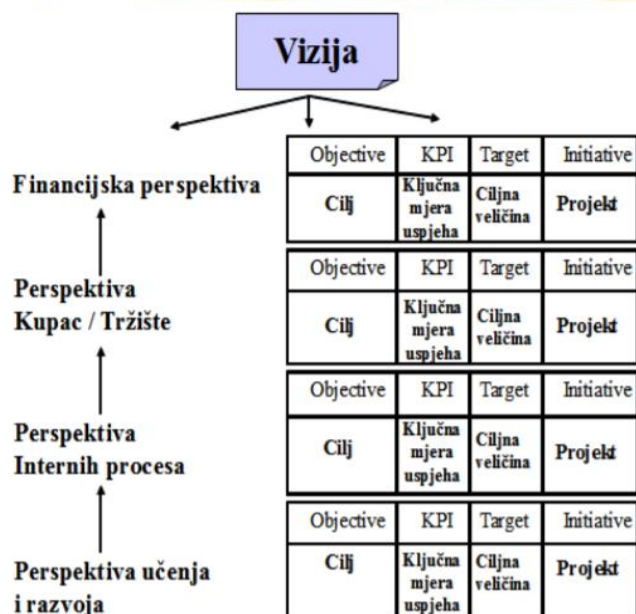 Vizija
Objective KPI Target Initiative
Financijska perspektiva
Cilj Ključna mjera uspjeha Ciljna veličina Projekt
Objective KPI Target Initiative
Perspektiva
Kupac / Tržište
Cilj Ključna mjera uspjeha Ciljna veličina Projekt
Objective KPI Target Initiative
Perspektiva
Internih procesa
Cilj Ključna mjera uspjeha Ciljna veličina Projekt
Objective KPI Target Initiative
Perspektiva učenja
i razvoja
Cilj Ključna mjera uspjeha Ciljna veličina Projekt